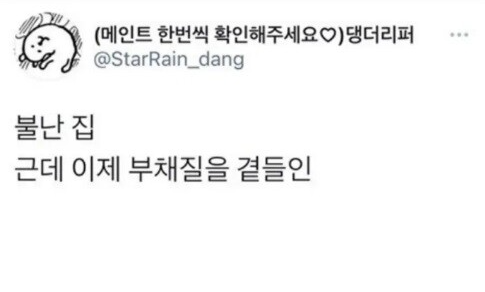 (메인트 한번씩 확인해주세요♡)댕더리퍼
@StarRain_dang
불난 집
근데 이제 부채질을 곁들인